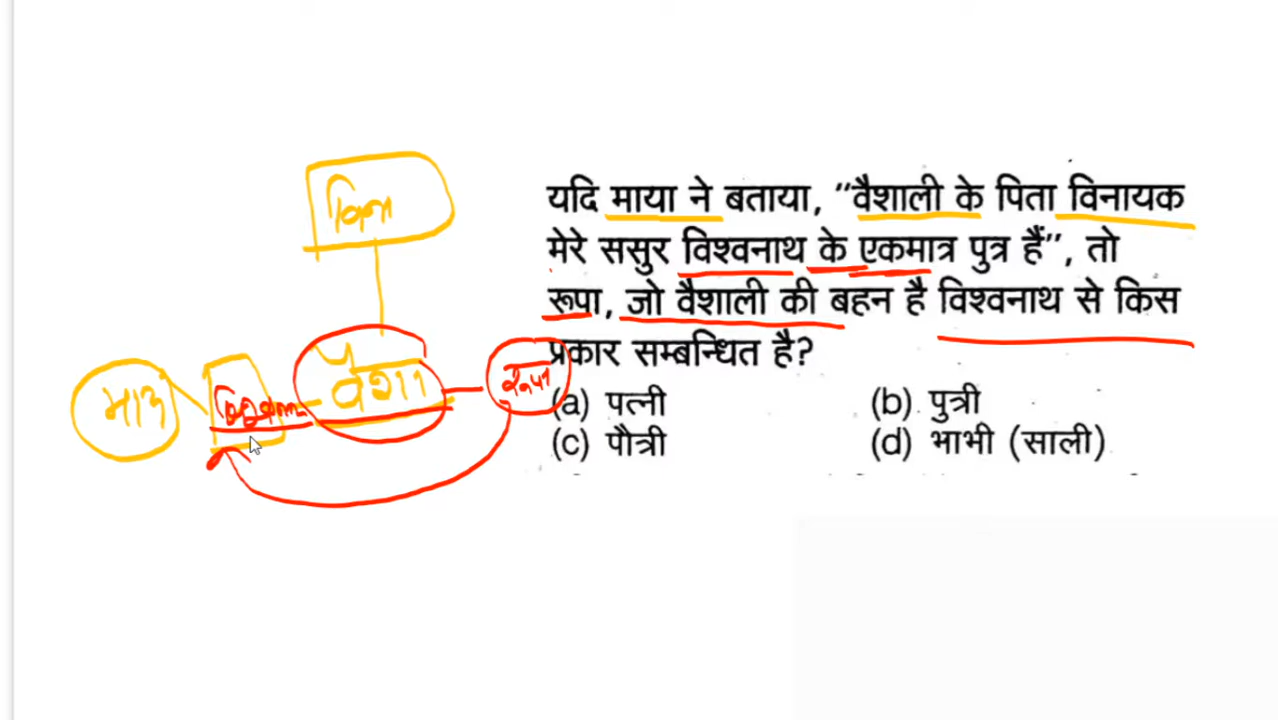 यदि माया ने बताया, "वैशाली के पिता विनायक
मेरे ससुर विश्वनाथ के एकमात्र पुत्र हैं", तो
रूपा, जो वैशाली की बहन है विश्वनाथ से किस
प्रकार सम्बन्धित है?
(a) पत्नी (b) पुत्री
(c) पौत्री (d) भाभी (साली)
विना
वैशा
रूपा